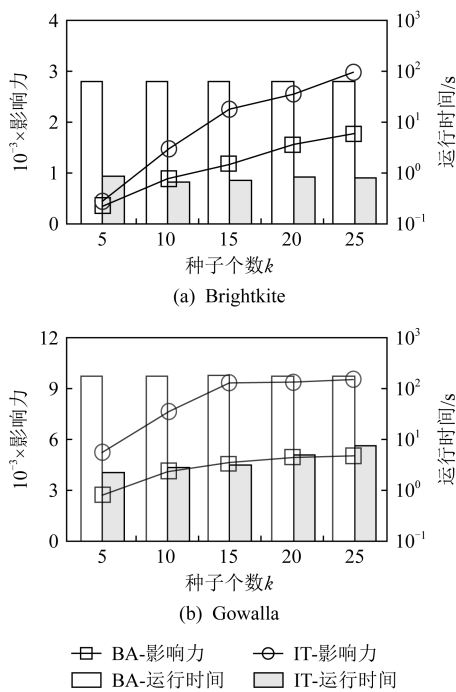 4
3
2
1
0
10⁻³×影响力
10³
10²
10¹
10⁰
10⁻¹
运行时间/s
5 10 15 20 25
种子个数k
(a) Brightkite
12
9
6
3
0
10⁻³×影响力
10³
10²
10¹
10⁰
10⁻¹
运行时间/s
5 10 15 20 25
种子个数k
(b) Gowalla
BA-影响力 IT-影响力
BA-运行时间 IT-运行时间